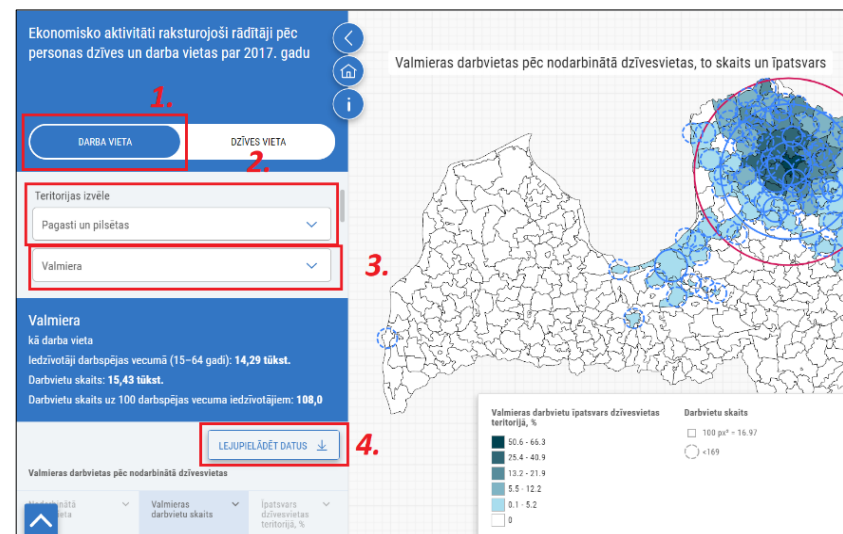 Ekonomisko aktivitāti raksturojoši rādītāji pēc
personas dzīves un darba vietas par 2017. gadu
1.
DARBA VIETA
DZĪVES VIETA
2.
Teritorijas izvēle
Pagasti un pilsētas
Valmiera
3.
Valmiera
kā darba vieta
Iedzīvotāji darbspējas vecumā (15–64 gadi): 14,29 tūkst.
Darbvietu skaits: 15,43 tūkst.
Darbvietu skaits uz 100 darbspējas vecuma iedzīvotājiem: 108,0
LEJUPIELĀDĒT DATUS
4.
Valmieras darbvietas pēc nodarbinātā dzīvesvietas
Valmieras
darbvietu skaits
Īpatsvars
dzīvesvietas
teritorijā, %
Valmieras darbvietas pēc nodarbinātā dzīvesvietas, to skaits un īpatsvars
Valmieras darbvietu īpatsvars dzīvesvietas
teritorijā, %
50.6 - 66.3
25.4 - 40.9
13.2 - 21.9
5.5 - 12.2
0.1 - 5.2
0
Darbvietu skaits
100 px² = 16.97
<169